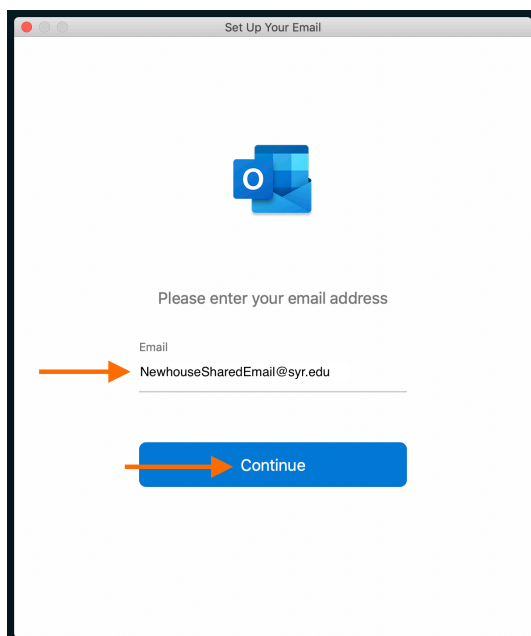 Set Up Your Email
O
Please enter your email address
Email
NewhouseSharedEmail@syr.edu
Continue